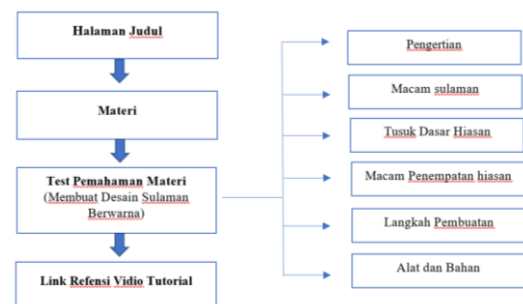 Halaman Judul
Materi
Test Pemahaman Materi
(Membuat Desain Sulaman
Berwarna)
Link Refensi Vidio Tutorial
Pengertian
Macam sulaman
Tusuk Dasar Hiasan
Macam Penempatan hiasan
Langkah Pembuatan
Alat dan Bahan